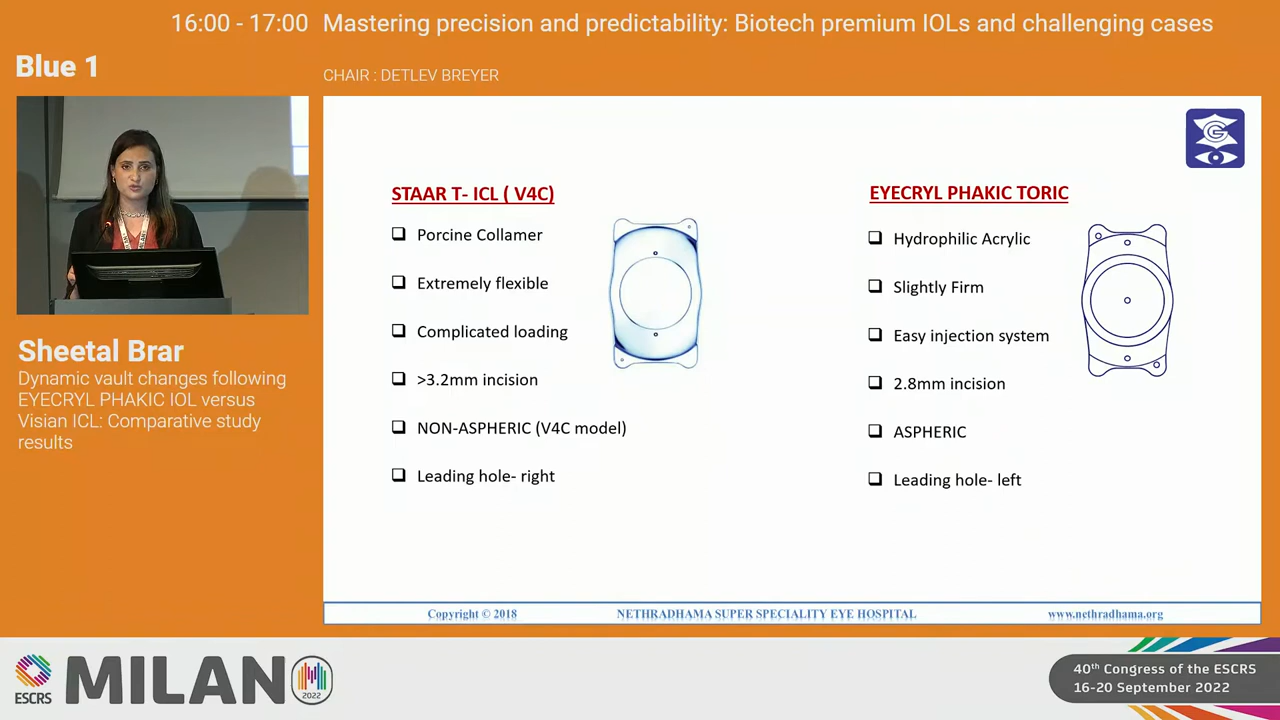 16:00 - 17:00 Mastering precision and predictability: Biotech premium IOLs and challenging cases
Blue 1
CHAIR : DETLEV BREYER
Sheetal Brar
Dynamic vault changes following
EYECRYL PHAKIC IOL versus
Visian ICL: Comparative study
results
STAAR T- ICL ( V4C)
Porcine Collamer
Extremely flexible
Complicated loading
>3.2mm incision
NON-ASPHERIC (V4C model)
Leading hole- right
EYECRYL PHAKIC TORIC
Hydrophilic Acrylic
Slightly Firm
Easy injection system
2.8mm incision
ASPHERIC
Leading hole- left
Copyright © 2018 NETHRADHAMA SUPER SPECIALITY EYE HOSPITAL www.nethradhama.org
ESCRS
MILANO
2022
40th Congress of the ESCRS
16-20 September 2022